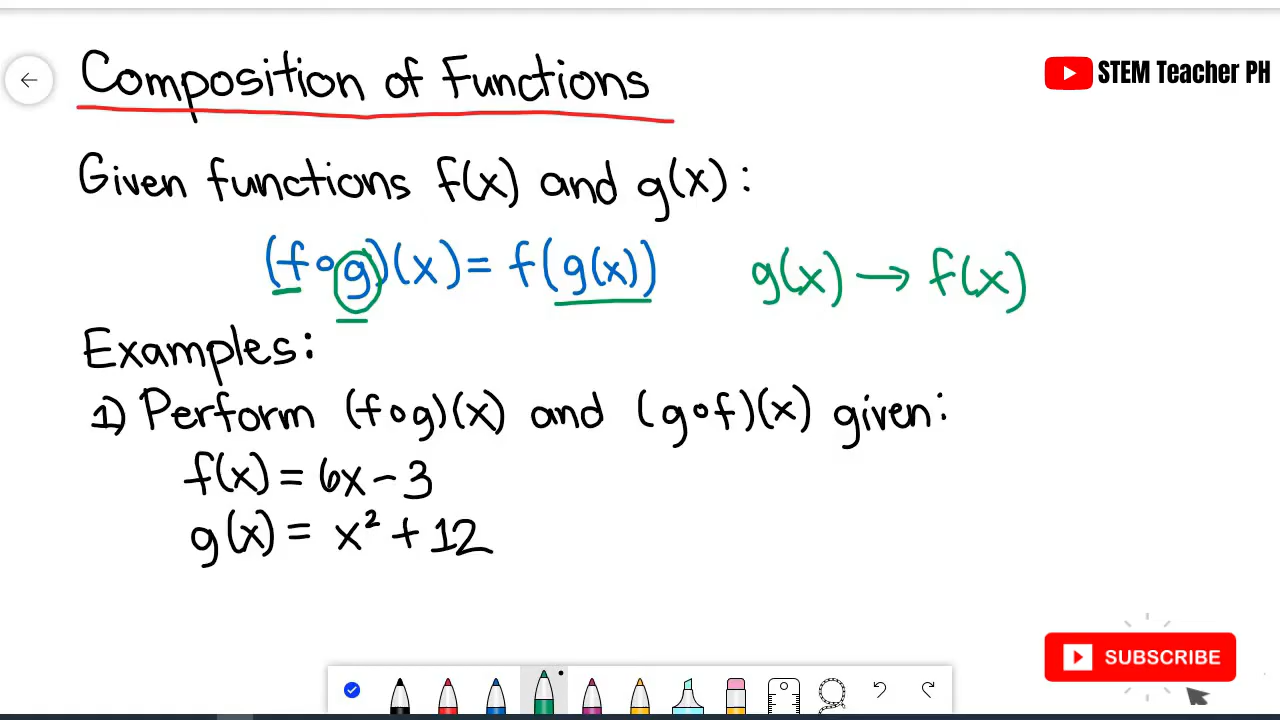 Composition of Functions
STEM Teacher PH
Given functions f(x) and g(x):
(f∘g)(x) = f(g(x))
g(x) → f(x)
Examples:
1) Perform (f∘g)(x) and (g∘f)(x) given:
f(x) = 6x - 3
g(x) = x² + 12
SUBSCRIBE